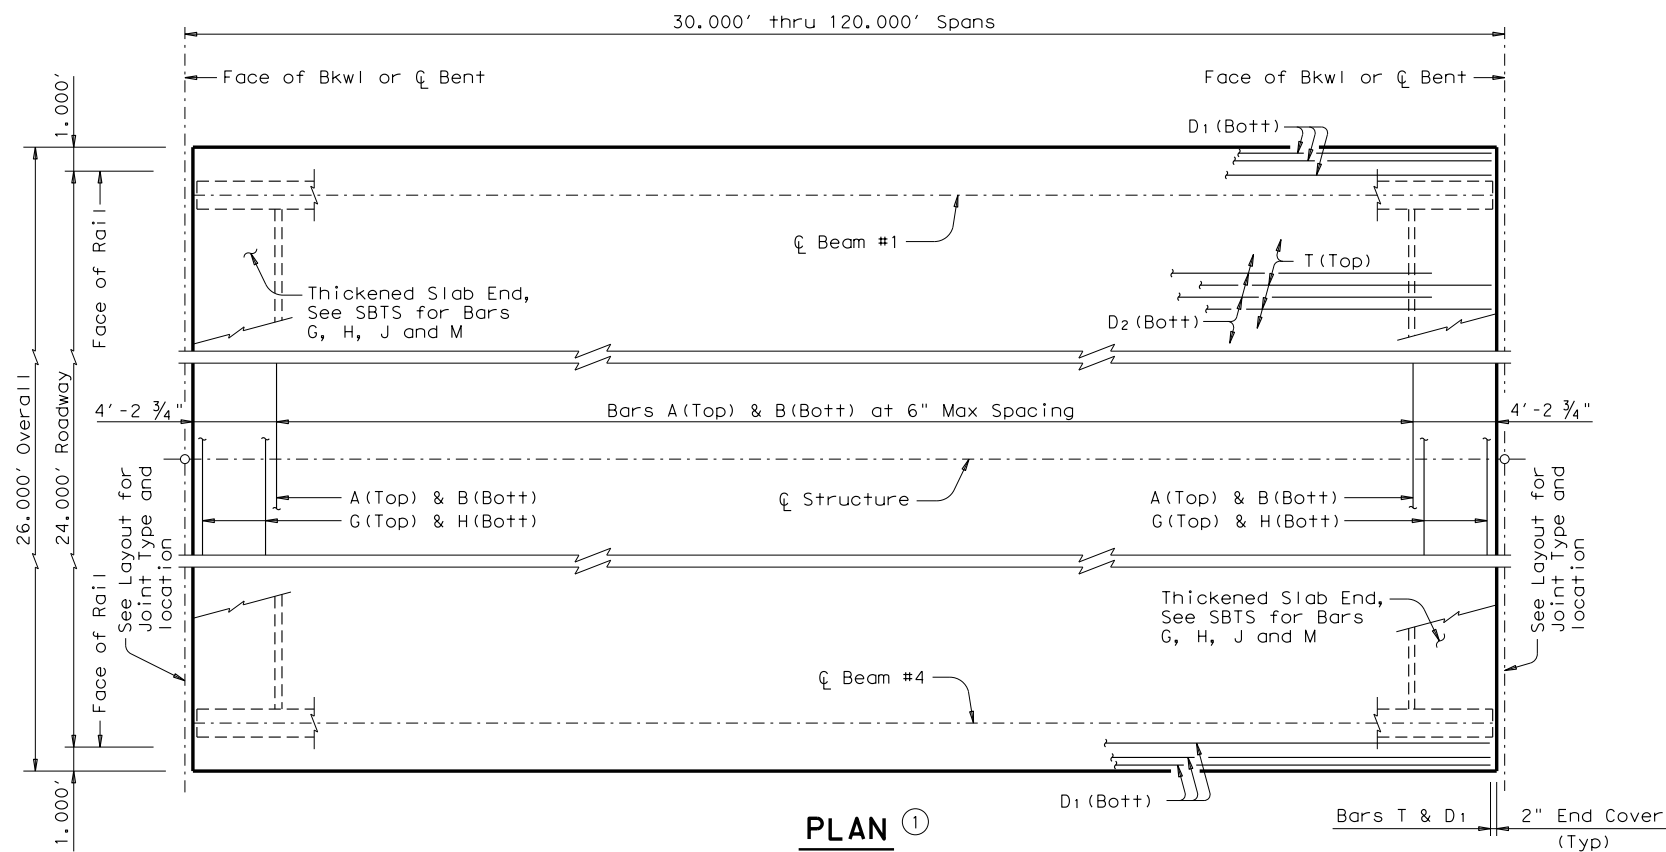 30.000' thru 120.000' Spans
Face of Bkwl or ℄ Bent
Face of Bkwl or ℄ Bent
1.000'
D1(Bott)
Face of Rail
℄ Beam #1
T(Top)
Thickened Slab End,
See SBTS for Bars
G, H, J and M
D2(Bott)
26.000' Overall
24.000' Roadway
4'-2 3/4"
Bars A(Top) & B(Bott) at 6" Max Spacing
4'-2 3/4"
A(Top) & B(Bott)
G(Top) & H(Bott)
℄ Structure
A(Top) & B(Bott)
G(Top) & H(Bott)
See Layout for
Joint Type and
location
See Layout for
Joint Type and
location
Face of Rail
Thickened Slab End,
See SBTS for Bars
G, H, J and M
℄ Beam #4
D1(Bott)
1.000'
PLAN 1
Bars T & D1
2" End Cover
(Typ)